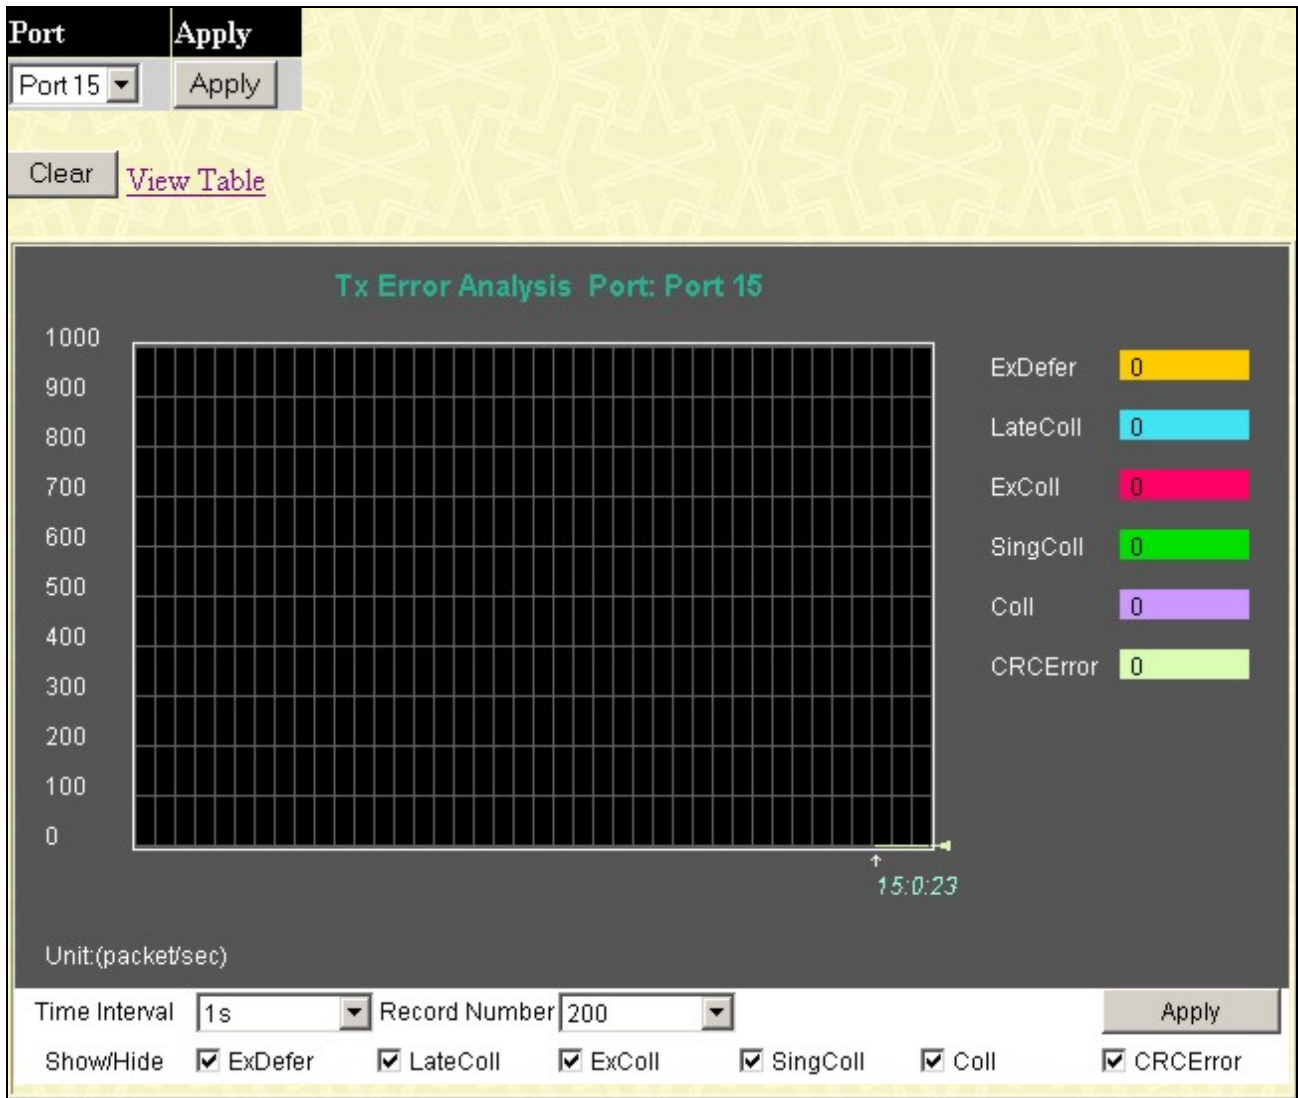 Port Apply
Port 15 Apply
Clear View Table
Tx Error Analysis Port: Port 15
1000
900
800
700
600
500
400
300
200
100
0
ExDefer 0
LateColl 0
ExColl 0
SingColl 0
Coll 0
CRCError 0
15:0:23
Unit:(packet/sec)
Time Interval 1s Record Number 200 Apply
Show/Hide ExDefer LateColl ExColl SingColl Coll CRCError